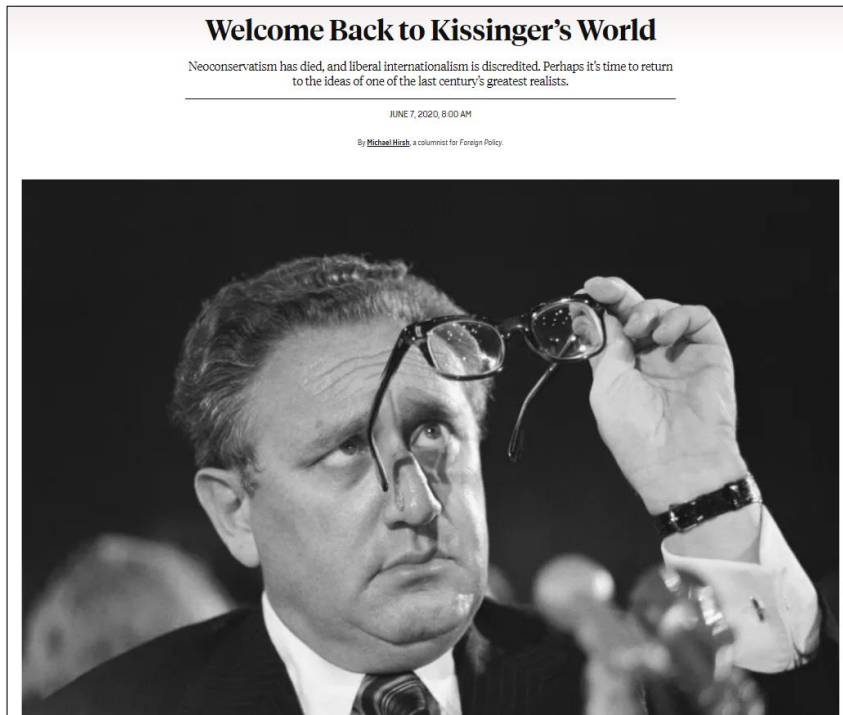 Welcome Back to Kissinger’s World
Neoconservatism has died, and liberal internationalism is discredited. Perhaps it’s time to return
to the ideas of one of the last century’s greatest realists.
JUNE 7, 2020, 8:00 AM
By Michael Hirsh, a columnist for Foreign Policy.